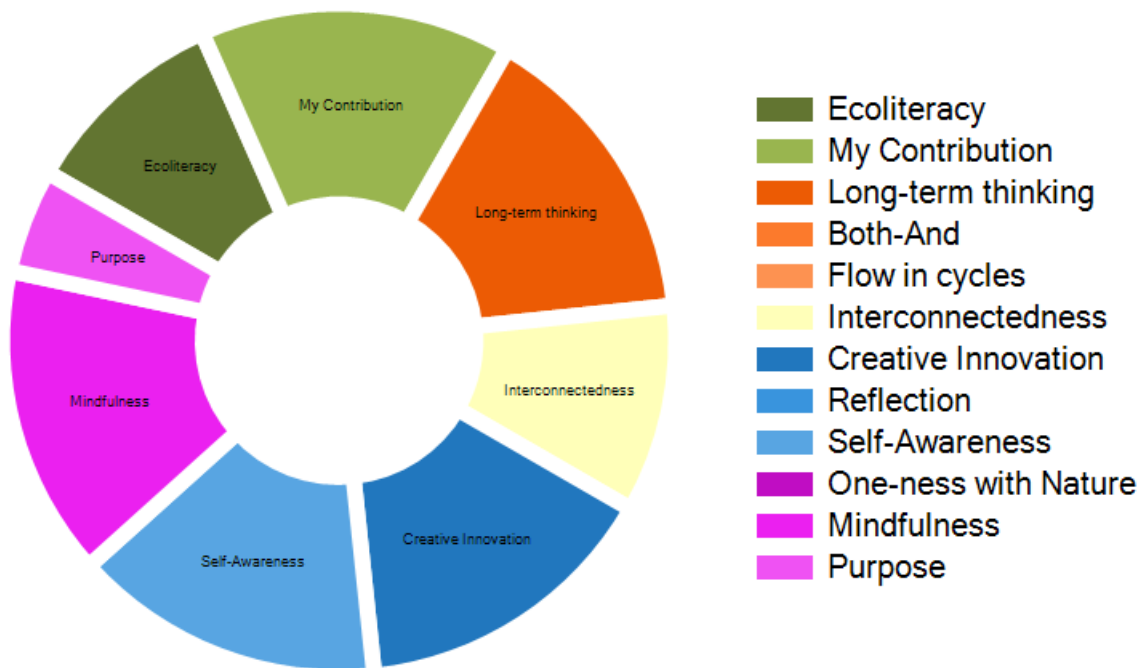 My Contribution
Ecoliteracy
Long-term thinking
Purpose
Interconnectedness
Mindfulness
Creative Innovation
Self-Awareness
Ecoliteracy
My Contribution
Long-term thinking
Both-And
Flow in cycles
Interconnectedness
Creative Innovation
Reflection
Self-Awareness
One-ness with Nature
Mindfulness
Purpose